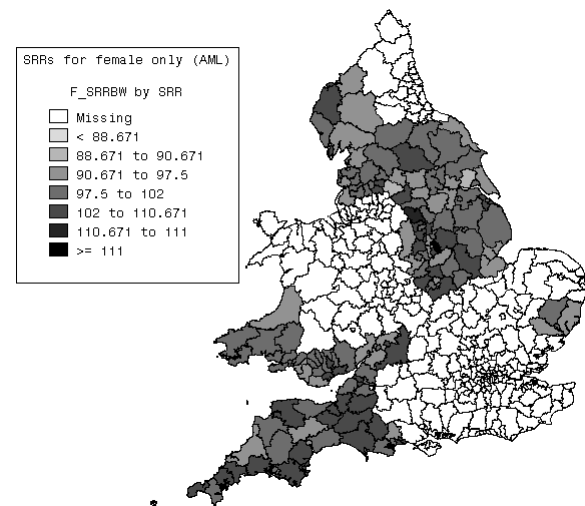 SRRs for female only (AML)
F_SRRBW by SRR
Missing
< 88.671
88.671 to 90.671
90.671 to 97.5
97.5 to 102
102 to 110.671
110.671 to 111
>= 111